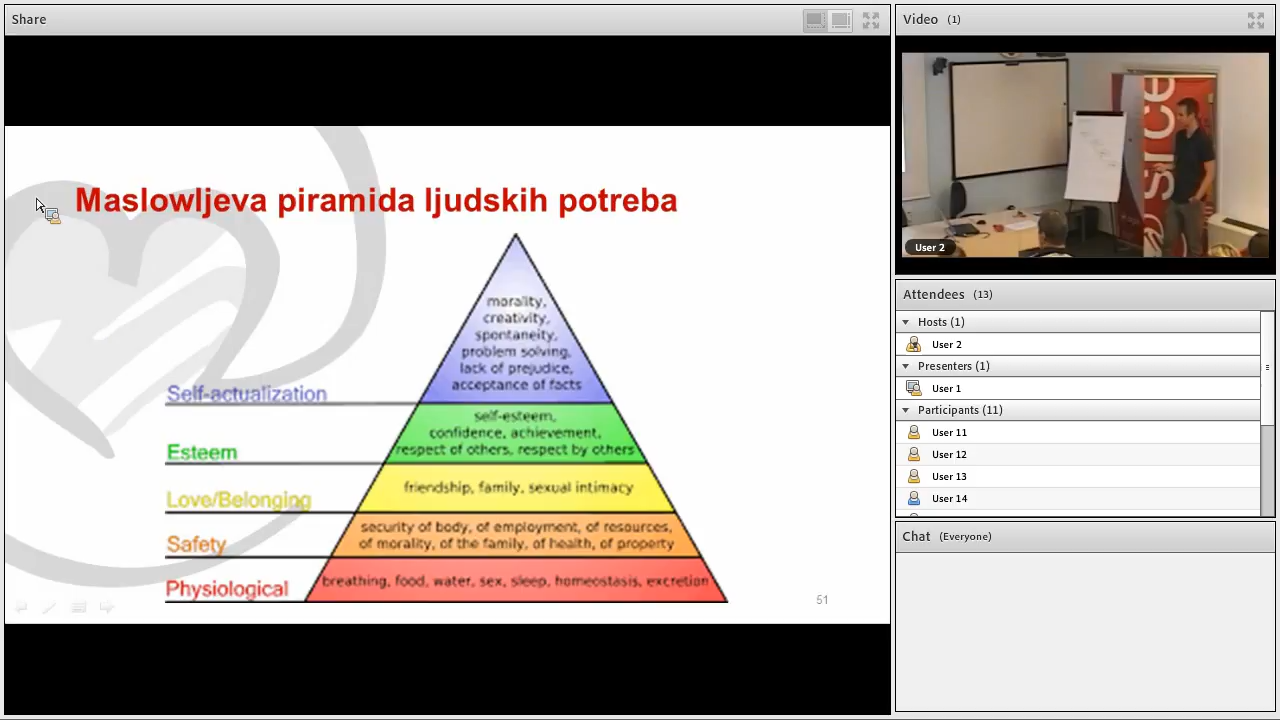 Share
Maslowljeva piramida ljudskih potreba
morality,
creativity,
spontaneity,
problem solving,
lack of prejudice,
acceptance of facts
Self-actualization
self-esteem,
confidence, achievement,
respect of others, respect by others
Esteem
friendship, family, sexual intimacy
Love/Belonging
security of body, of employment, of resources,
of morality, of the family, of health, of property
Safety
breathing, food, water, sex, sleep, homeostasis, excretion
Physiological
51
Video (1)
srce
User 2
Attendees (13)
Hosts (1)
User 2
Presenters (1)
User 1
Participants (11)
User 11
User 12
User 13
User 14
Chat (Everyone)